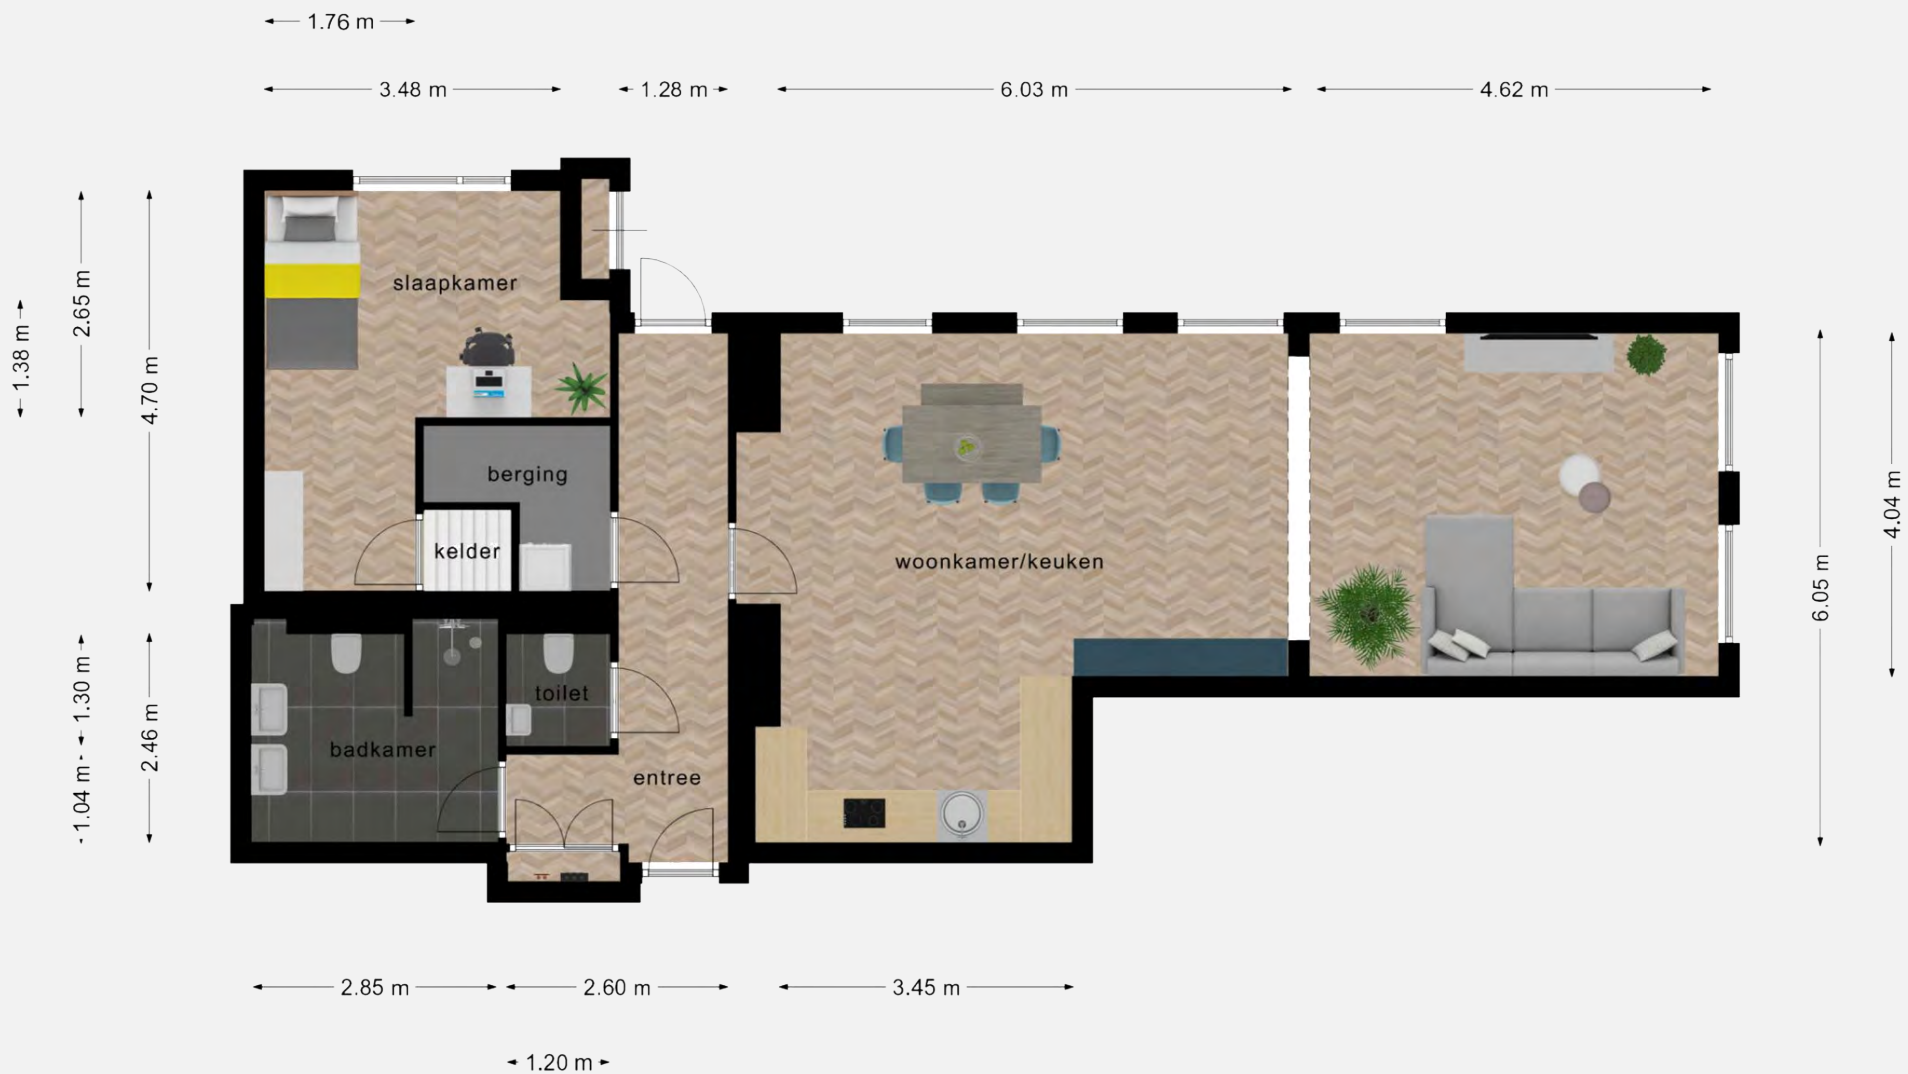 1.76 m
3.48 m
1.28 m
6.03 m
4.62 m
1.38 m
2.65 m
4.70 m
slaapkamer
berging
kelder
woonkamer/keuken
4.04 m
6.05 m
1.30 m
1.04 m
2.46 m
toilet
badkamer
entree
2.85 m
2.60 m
3.45 m
1.20 m